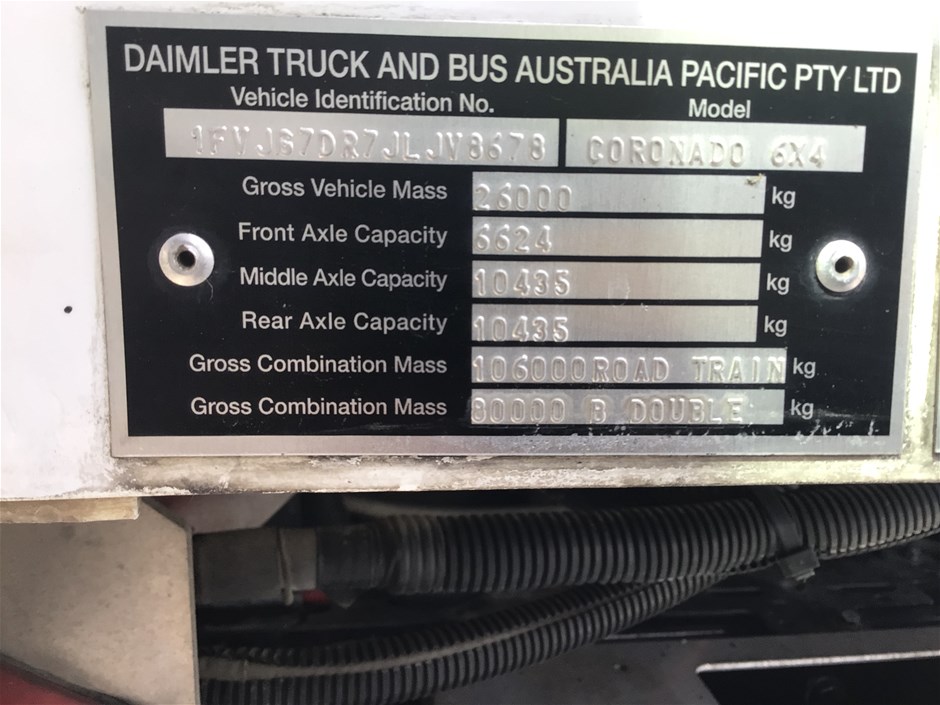 DAIMLER TRUCK AND BUS AUSTRALIA PACIFIC PTY LTD
Vehicle Identification No. Model
1FVJG7DR7JLJV8678 CORONADO 6X4
Gross Vehicle Mass 26000 kg
Front Axle Capacity 6624 kg
Middle Axle Capacity 10435 kg
Rear Axle Capacity 10435 kg
Gross Combination Mass 106000ROAD TRAIN kg
Gross Combination Mass 80000 B DOUBLE kg